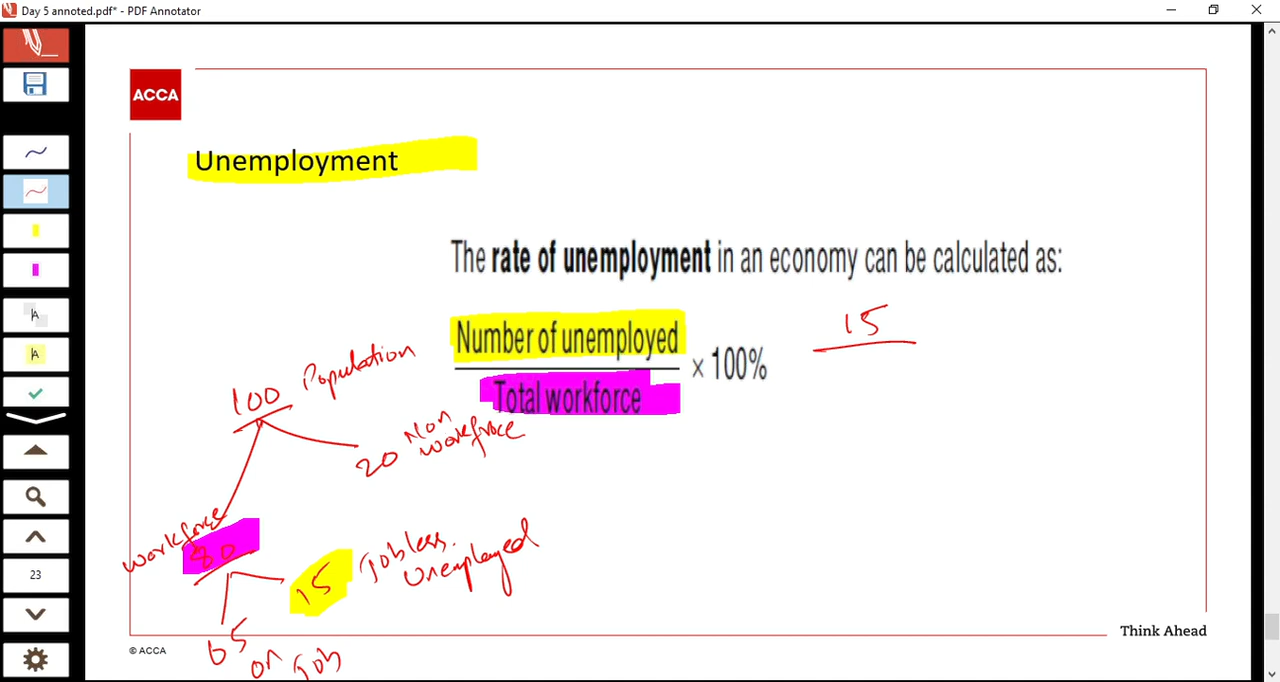 Day 5 annoted.pdf* - PDF Annotator
ACCA
Unemployment
The rate of unemployment in an economy can be calculated as:
Number of unemployed
Total workforce
× 100%
15
100 Population
20 Non workfroce
workforce
80
15 Jobless.
Unemployed
65
on Job
23
© ACCA
Think Ahead